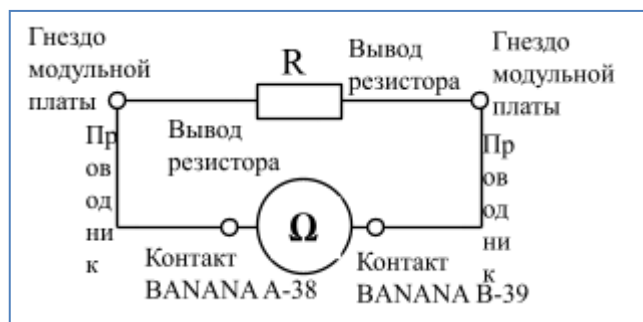 Гнездо
модульной
платы
R
Вывод
резистора
Гнездо
модульной
платы
Вывод
резистора
Пр
ов
од
ни
к
Пр
ов
од
ни
к
Ω
Контакт
BANANA A-38
Контакт
BANANA B-39